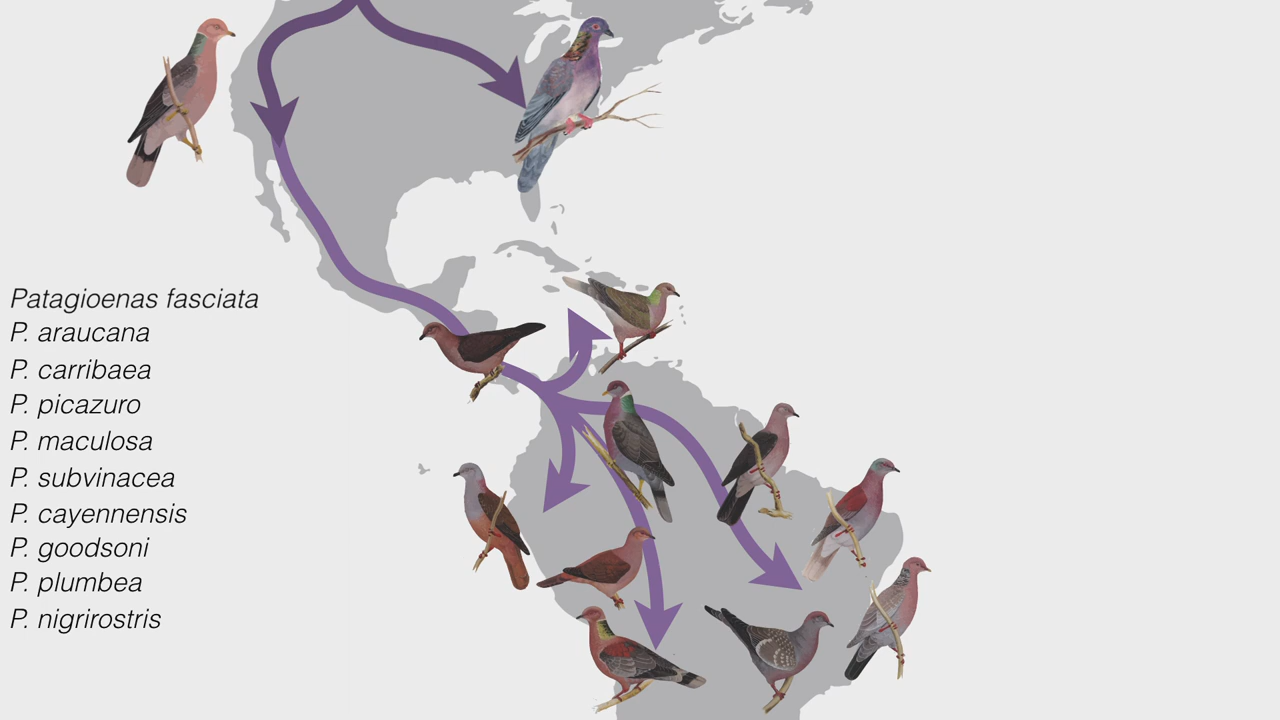 Patagioenas fasciata
P. araucana
P. carribaea
P. picazuro
P. maculosa
P. subvinacea
P. cayennensis
P. goodsoni
P. plumbea
P. nigrirostris